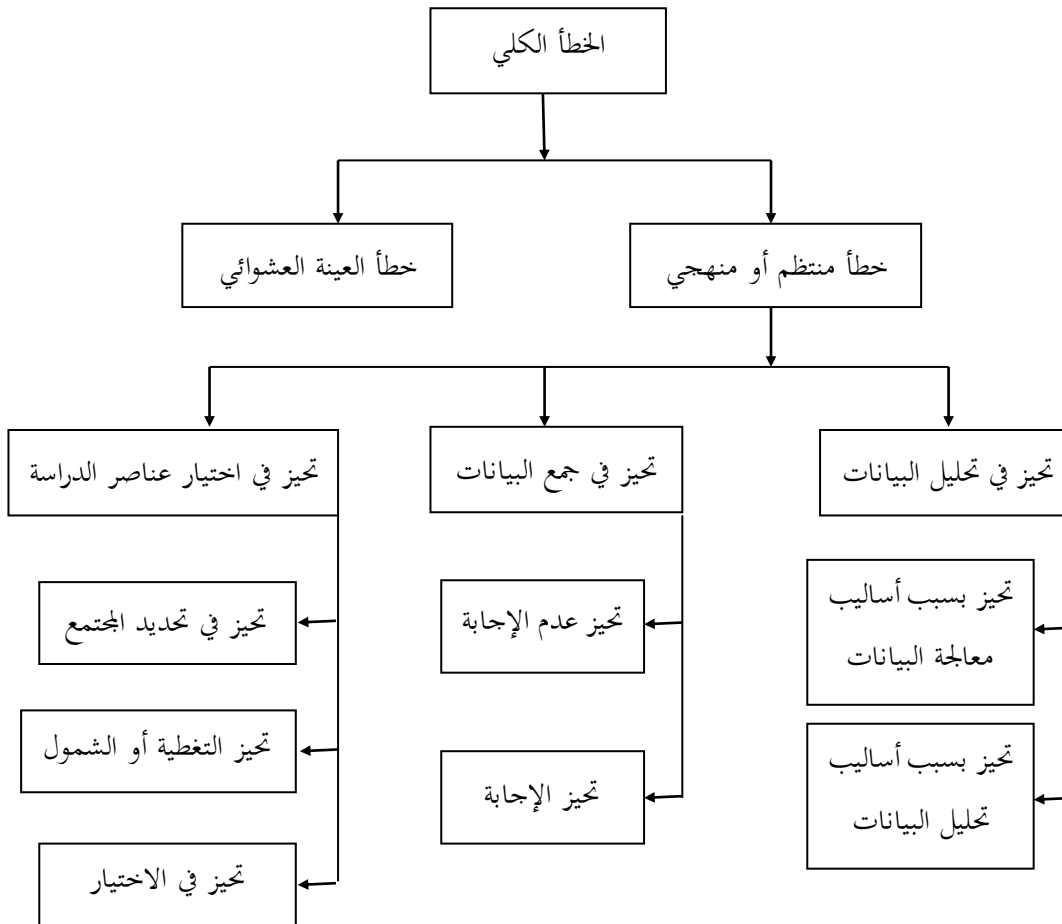 الخطأ الكلي
خطأ منتظم أو منهجي
خطأ العينة العشوائي
تحيز في تحليل البيانات
تحيز في جمع البيانات
تحيز في اختيار عناصر الدراسة
تحيز بسبب أساليب
معالجة البيانات
تحيز عدم الإجابة
تحيز في تحديد المجتمع
تحيز بسبب أساليب
تحليل البيانات
تحيز الإجابة
تحيز التغطية أو الشمول
تحيز في الاختيار